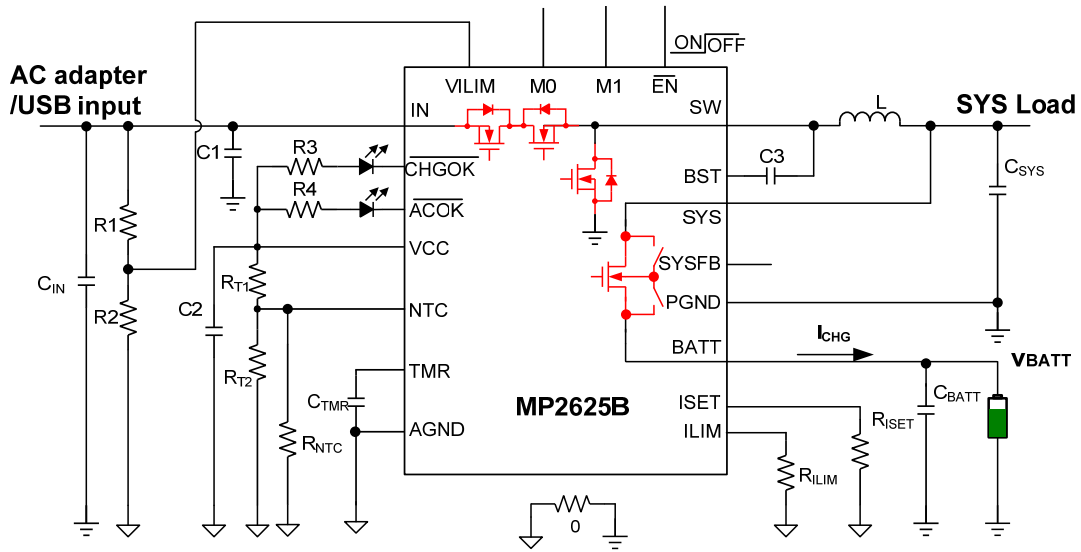 ON OFF
AC adapter
/USB input
VILIM
M0
M1
EN
IN
SW
L
SYS Load
C1
R3
CHGOK
C3
CSYS
BST
R4
ACOK
SYS
R1
VCC
CIN
RT1
SYSFB
C2
R2
NTC
PGND
ICHG
BATT
VBATT
RT2
TMR
CTMR
MP2625B
ISET
CBATT
RISET
AGND
ILIM
RNTC
RILIM
0